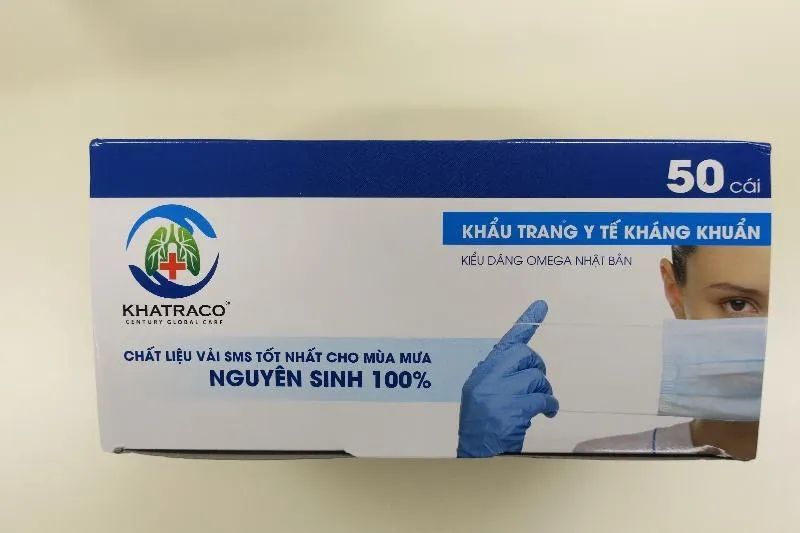 50 cái
KHẨU TRANG Y TẾ KHÁNG KHUẨN
KIỂU DÁNG OMEGA NHẬT BẢN
KHATRACO™
CENTURY GLOBAL CARE
CHẤT LIỆU VẢI SMS TỐT NHẤT CHO MÙA MƯA
NGUYÊN SINH 100%